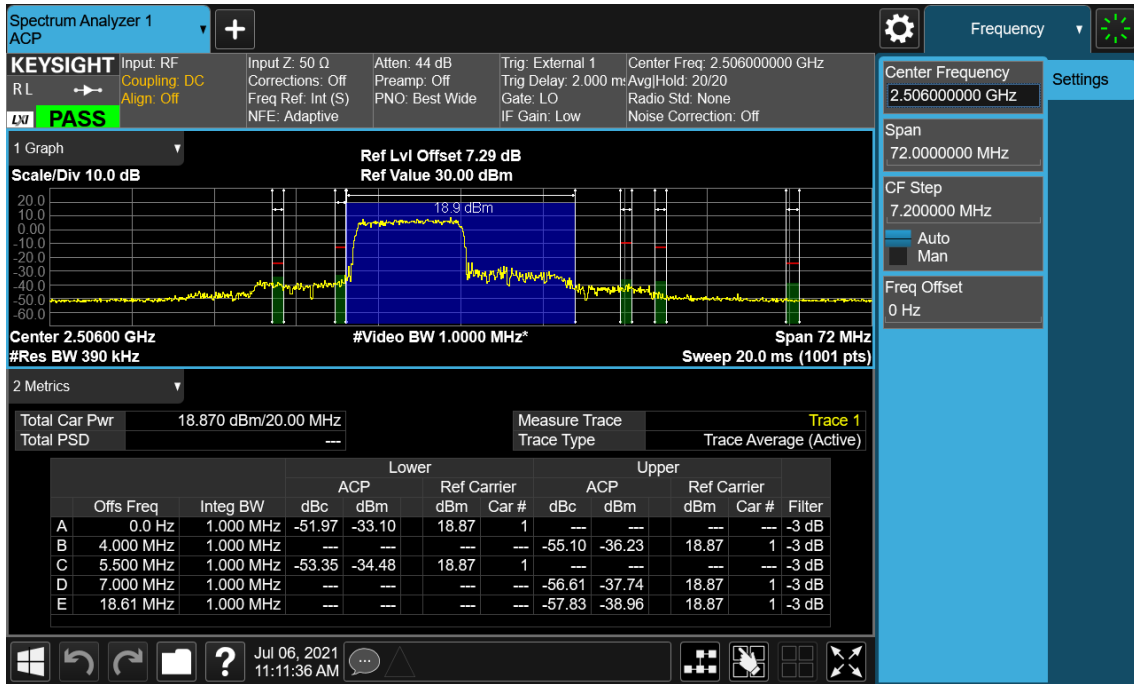 Spectrum Analyzer 1
ACP
+
Frequency
KEYSIGHT
R L
LXI
PASS
Input: RF
Coupling: DC
Align: Off
Input Z: 50 Ω
Corrections: Off
Freq Ref: Int (S)
NFE: Adaptive
Atten: 44 dB
Preamp: Off
PNO: Best Wide
Trig: External 1
Trig Delay: 2.000 m
Gate: LO
IF Gain: Low
Center Freq: 2.506000000 GHz
Avg|Hold: 20/20
Radio Std: None
Noise Correction: Off
1 Graph
Scale/Div 10.0 dB
Ref Lvl Offset 7.29 dB
Ref Value 30.00 dBm
18.9 dBm
20.0
10.0
0.00
-10.0
-20.0
-30.0
-40.0
-50.0
-60.0
Center 2.50600 GHz
#Video BW 1.0000 MHz*
Span 72 MHz
#Res BW 390 kHz
Sweep 20.0 ms (1001 pts)
2 Metrics
Total Car Pwr 18.870 dBm/20.00 MHz
Total PSD ---
Measure Trace Trace 1
Trace Type Trace Average (Active)
Lower Upper
ACP Ref Carrier ACP Ref Carrier
Offs Freq Integ BW dBc dBm dBm Car # dBc dBm dBm Car # Filter
A 0.0 Hz 1.000 MHz -51.97 -33.10 18.87 1 --- --- --- --- -3 dB
B 4.000 MHz 1.000 MHz --- --- --- --- -55.10 -36.23 18.87 1 -3 dB
C 5.500 MHz 1.000 MHz -53.35 -34.48 18.87 1 --- --- --- --- -3 dB
D 7.000 MHz 1.000 MHz --- --- --- --- -56.61 -37.74 18.87 1 -3 dB
E 18.61 MHz 1.000 MHz --- --- --- --- -57.83 -38.96 18.87 1 -3 dB
?
Jul 06, 2021
11:11:36 AM
Center Frequency
2.506000000 GHz
Span
72.0000000 MHz
CF Step
7.200000 MHz
Auto
Man
Freq Offset
0 Hz
Settings